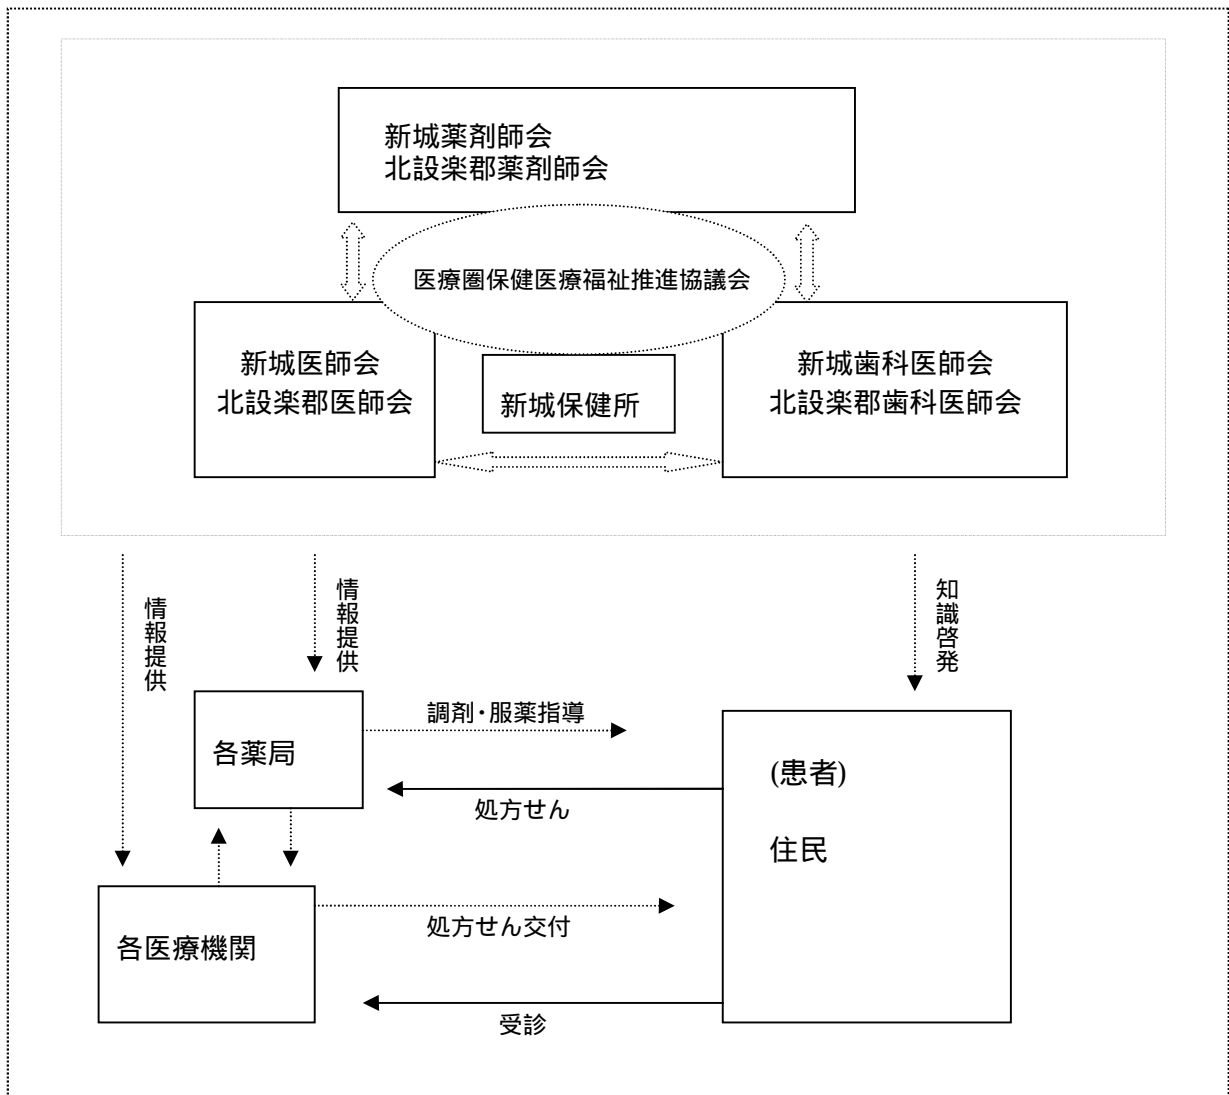 新城薬剤師会
北設楽郡薬剤師会
医療圏保健医療福祉推進協議会
新城医師会
北設楽郡医師会
新城保健所
新城歯科医師会
北設楽郡歯科医師会
情報提供
情報提供
知識啓発
各薬局
調剤・服薬指導
処方せん
(患者)
住民
各医療機関
処方せん交付
受診